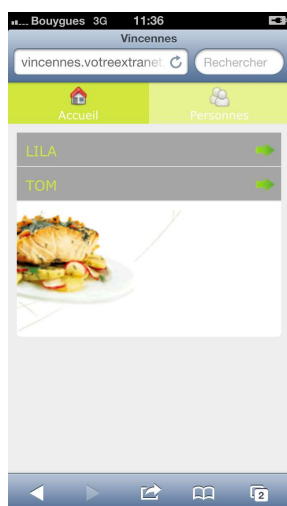 Bouygues 3G 11:36
Vincennes
vincennes.votreextranet. Rechercher
Accueil Personnes
LILA
TOM
2